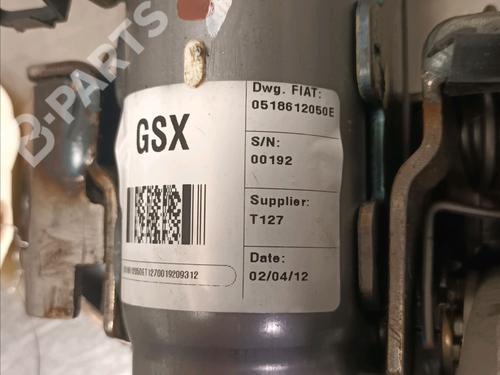 B-PARTS
GSX
Dwg. FIAT:
0518612050E
S/N:
00192
Supplier:
T127
Date:
02/04/12